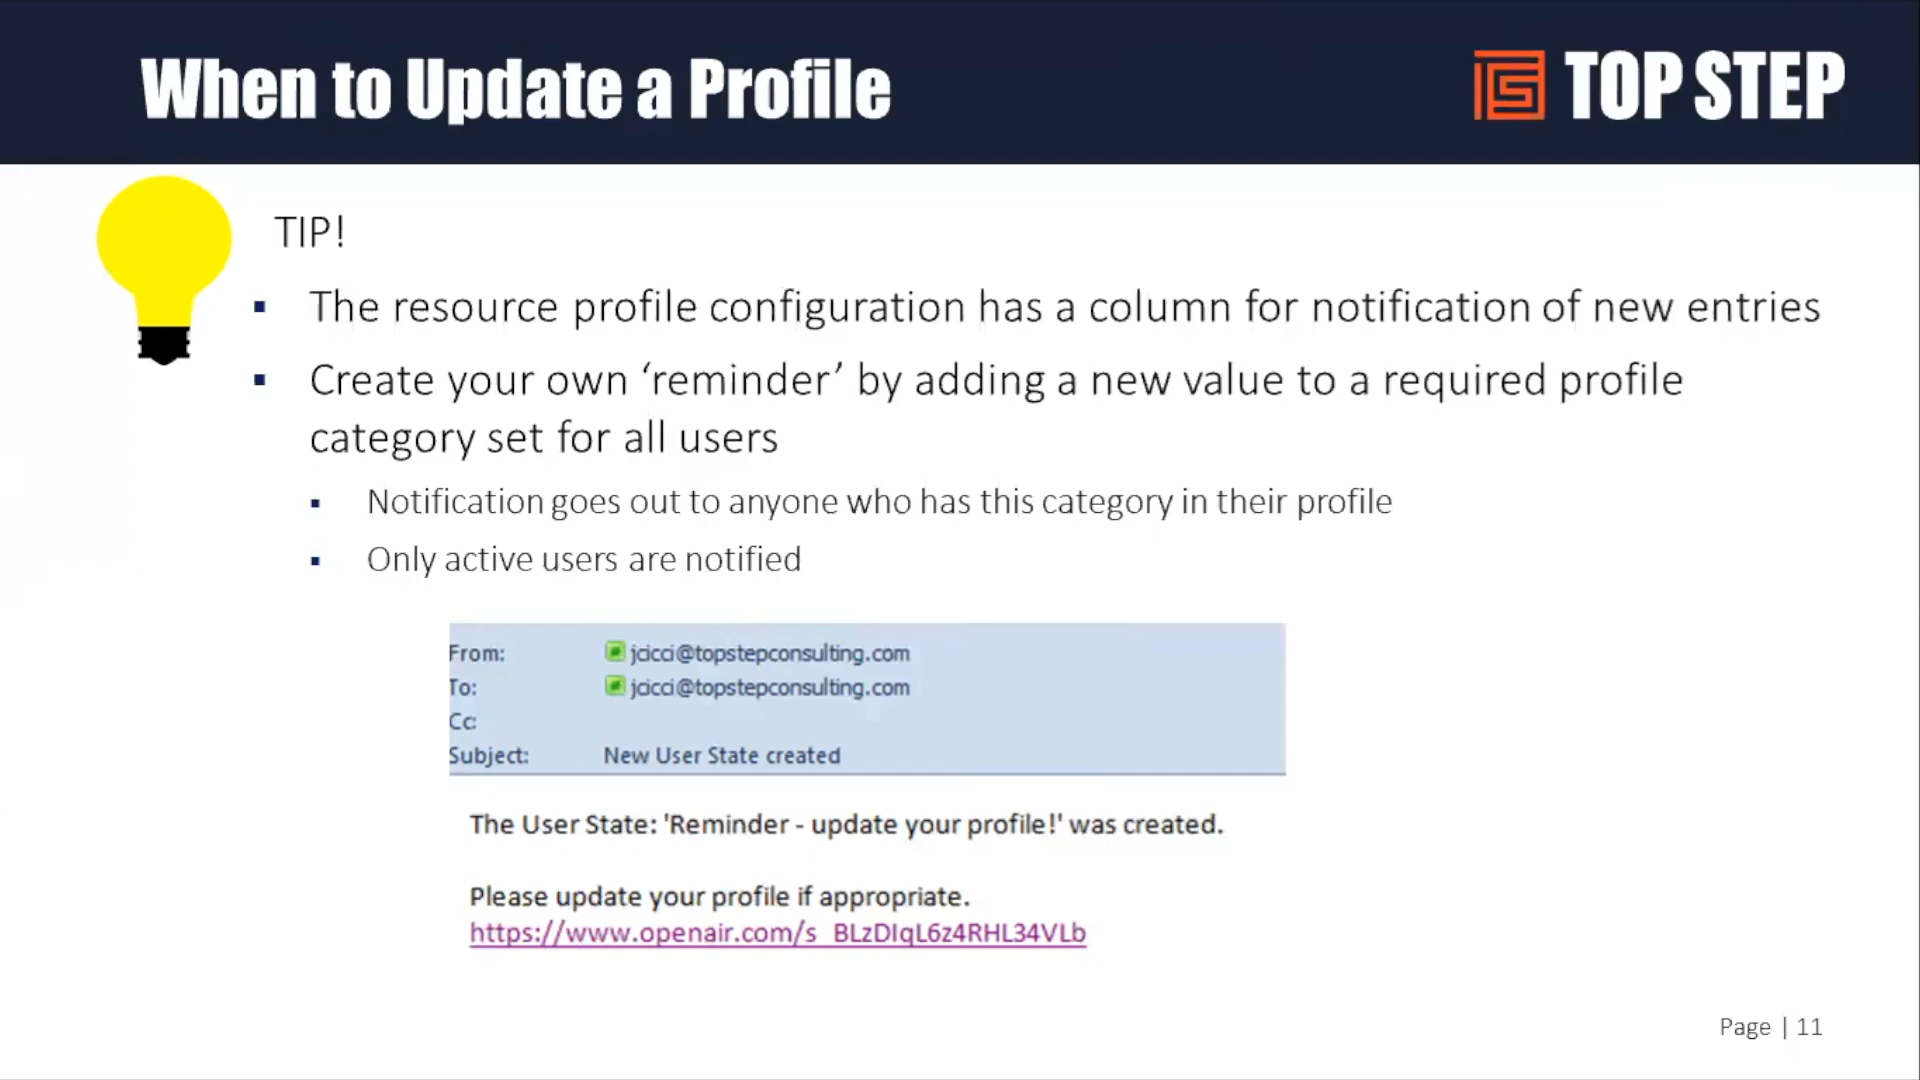 When to Update a Profile
TOP STEP
TIP!
▪ The resource profile configuration has a column for notification of new entries
▪ Create your own ‘reminder’ by adding a new value to a required profile
category set for all users
▪ Notification goes out to anyone who has this category in their profile
▪ Only active users are notified
From: jcicci@topstepconsulting.com
To: jcicci@topstepconsulting.com
Cc:
Subject: New User State created
The User State: 'Reminder - update your profile!' was created.
Please update your profile if appropriate.
https://www.openair.com/s_BLzDIqL6z4RHL34VLb
Page | 11